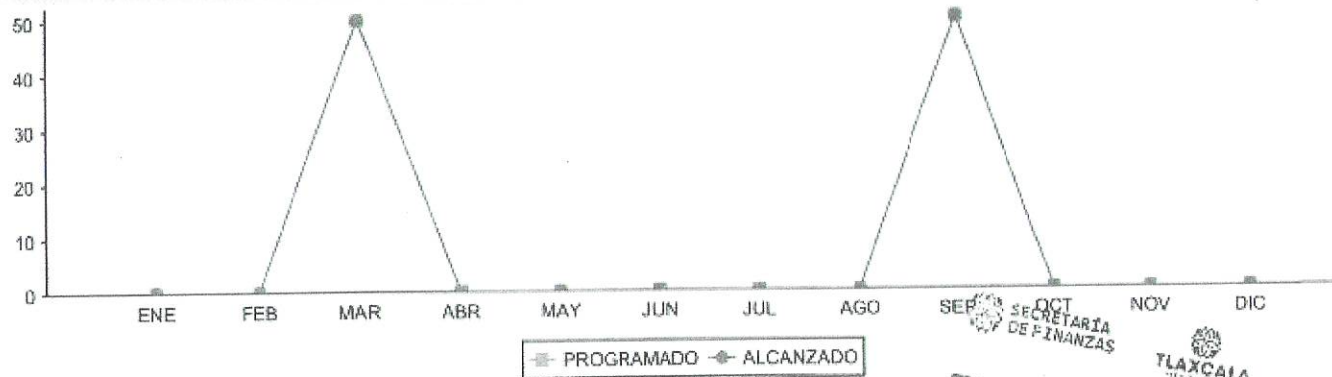 50
40
30
20
10
0
ENE FEB MAR ABR MAY JUN JUL AGO SEP OCT NOV DIC
PROGRAMADO ALCANZADO
SECRETARÍA
DE FINANZAS
TLAXCALA